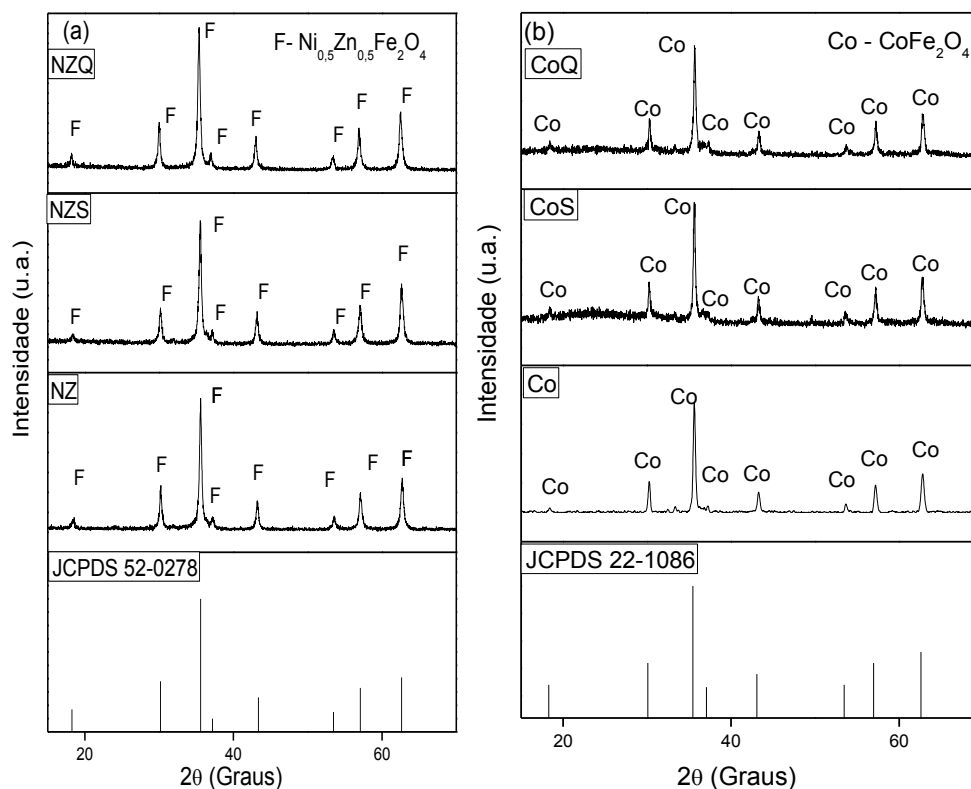 (a)
F- Ni0,5Zn0,5Fe2O4
NZQ
F F F F F F F F
NZS
F F F F F F F F
NZ
F F F F F F F F
JCPDS 52-0278
20 40 60
2θ (Graus)
Intensidade (u.a.)
(b)
Co - CoFe2O4
CoQ
Co Co Co Co Co Co Co Co
CoS
Co Co Co Co Co Co Co Co
Co
Co Co Co Co Co Co Co Co
JCPDS 22-1086
20 40 60
2θ (Graus)
Intensidade (u.a.)